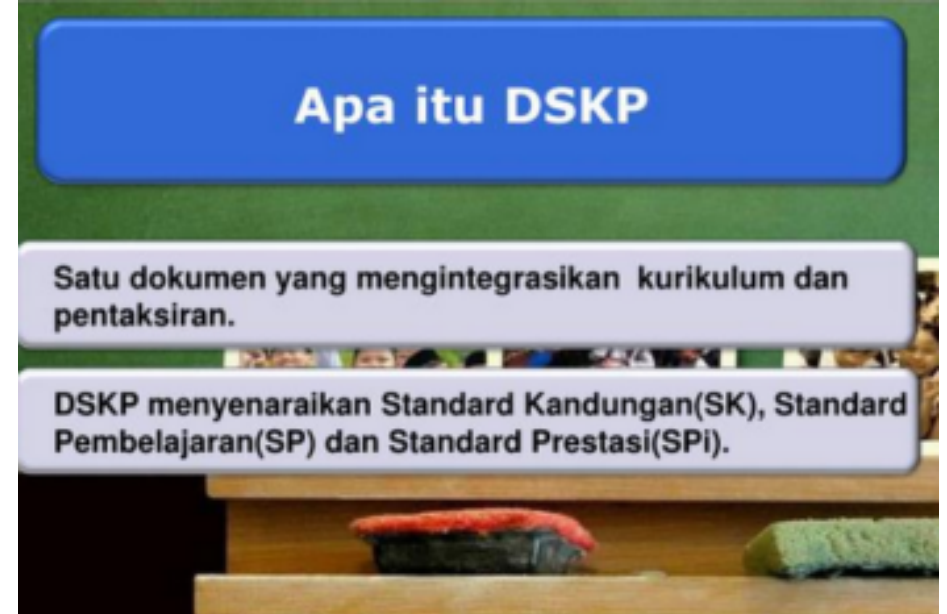 Apa itu DSKP
Satu dokumen yang mengintegrasikan kurikulum dan
pentaksiran.
DSKP menyenaraikan Standard Kandungan(SK), Standard
Pembelajaran(SP) dan Standard Prestasi(SPi).